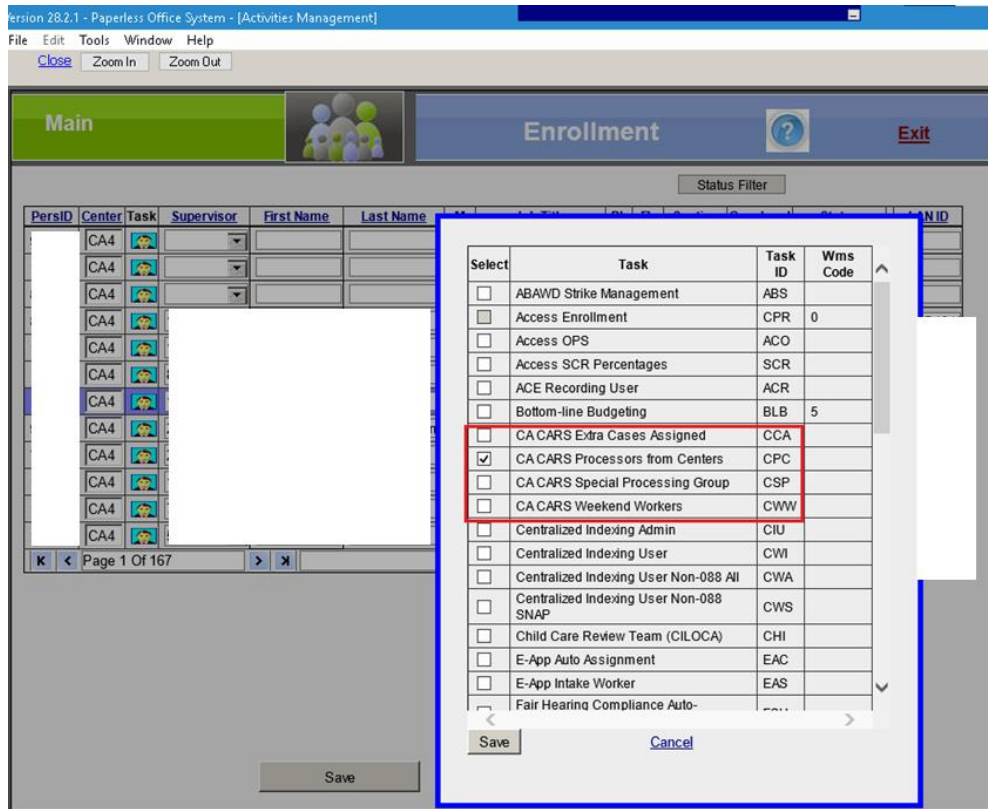 Version 28.2.1 - Paperless Office System - [Activities Management]
File Edit Tools Window Help
Close Zoom In Zoom Out
Main Enrollment ? Exit
Status Filter
PersID Center Task Supervisor First Name Last Name
CA4
CA4
CA4
CA4
CA4
CA4
CA4
CA4
CA4
CA4
CA4
CA4
K < Page 1 Of 167 > >|
Save
Select Task Task ID Wms Code
ABAWD Strike Management ABS
Access Enrollment CPR 0
Access OPS ACO
Access SCR Percentages SCR
ACE Recording User ACR
Bottom-line Budgeting BLB 5
CA CARS Extra Cases Assigned CCA
CA CARS Processors from Centers CPC
CA CARS Special Processing Group CSP
CA CARS Weekend Workers CWW
Centralized Indexing Admin CIU
Centralized Indexing User CWI
Centralized Indexing User Non-088 All CWA
Centralized Indexing User Non-088
SNAP CWS
Child Care Review Team (CILOCA) CHI
E-App Auto Assignment EAC
E-App Intake Worker EAS
Fair Hearing Compliance Auto-
Save Cancel